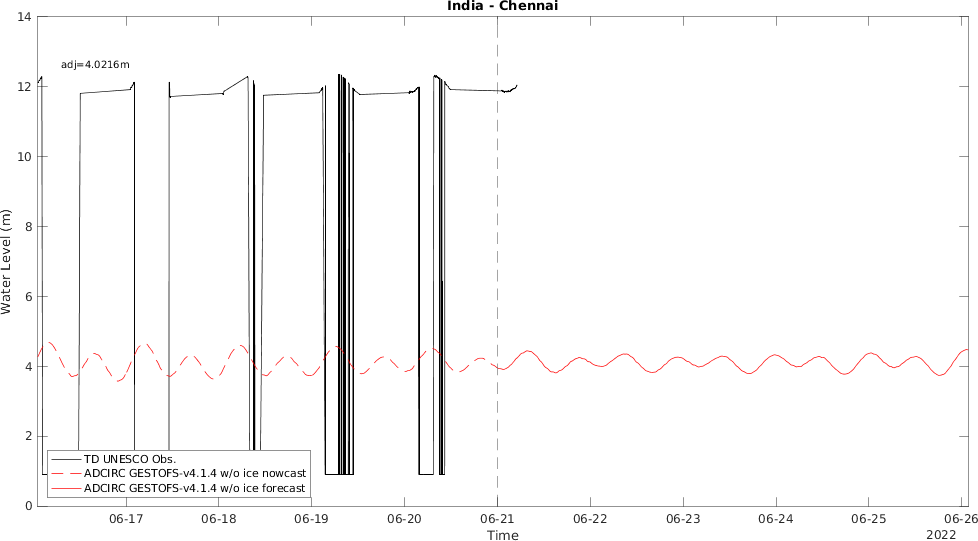 India - Chennai
14
adj=4.0216m
12
10
8
6
4
2
0
Water Level (m)
TD UNESCO Obs.
ADCIRC GESTOFS-v4.1.4 w/o ice nowcast
ADCIRC GESTOFS-v4.1.4 w/o ice forecast
06-17 06-18 06-19 06-20 06-21 06-22 06-23 06-24 06-25 06-26
Time
2022